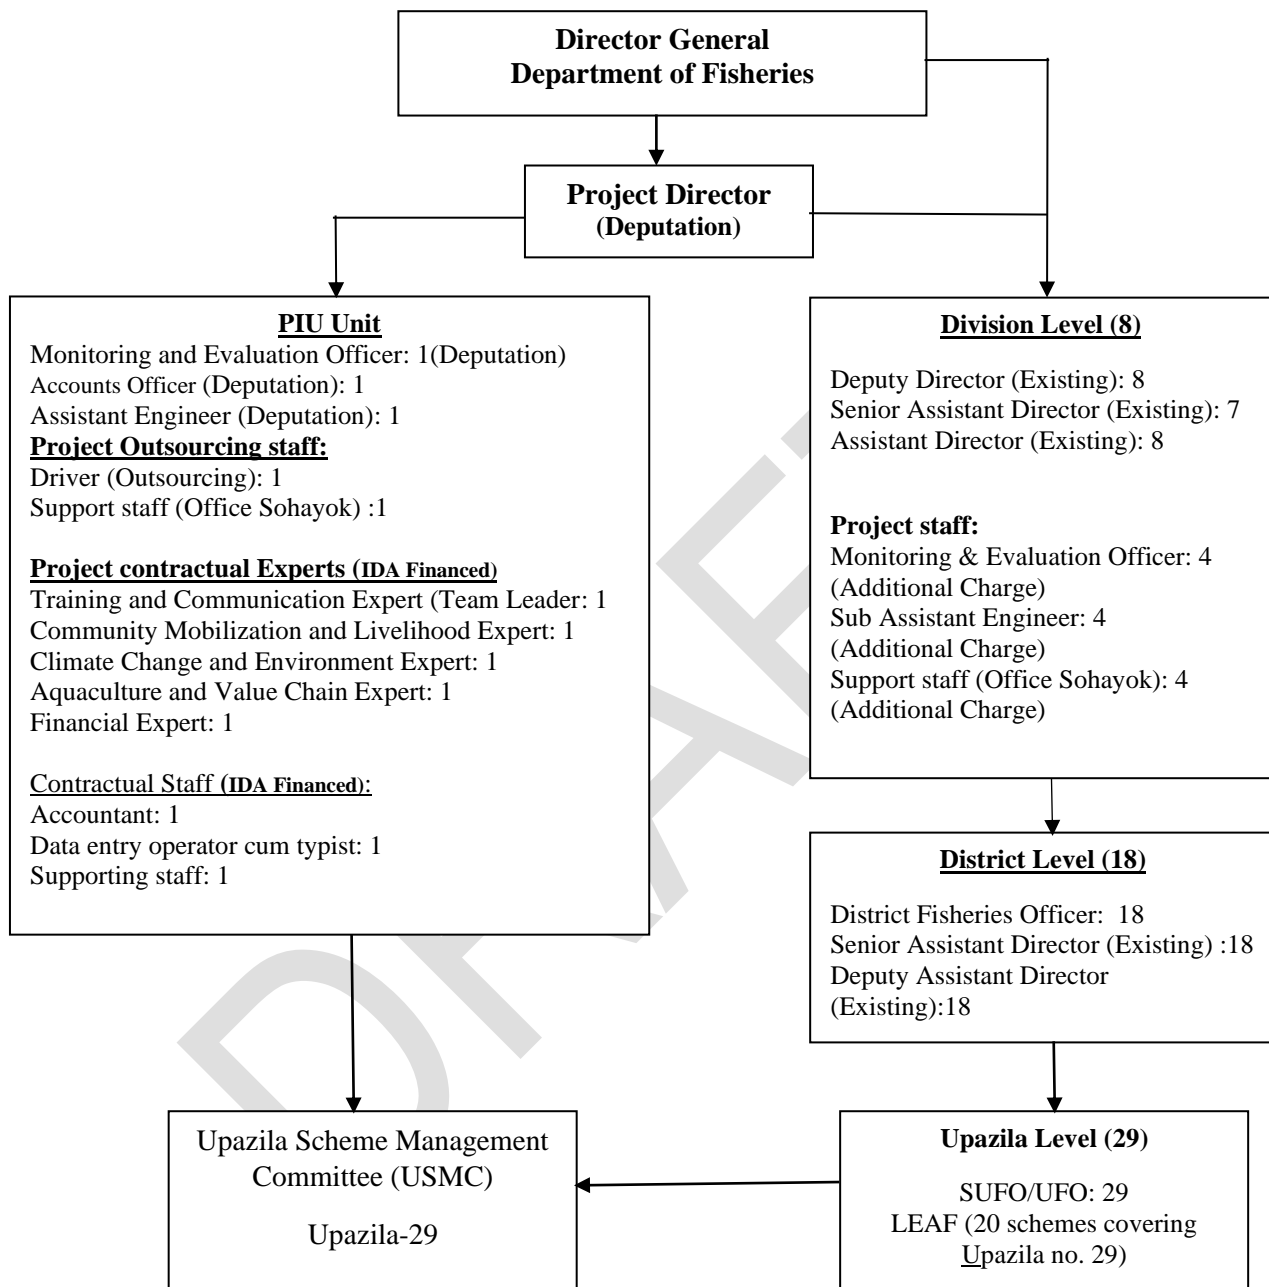 Director General
Department of Fisheries
Project Director
(Deputation)
PIU Unit
Monitoring and Evaluation Officer: 1(Deputation)
Accounts Officer (Deputation): 1
Assistant Engineer (Deputation): 1
Project Outsourcing staff:
Driver (Outsourcing): 1
Support staff (Office Sohayok) :1
Project contractual Experts (IDA Financed)
Training and Communication Expert (Team Leader: 1
Community Mobilization and Livelihood Expert: 1
Climate Change and Environment Expert: 1
Aquaculture and Value Chain Expert: 1
Financial Expert: 1
Contractual Staff (IDA Financed):
Accountant: 1
Data entry operator cum typist: 1
Supporting staff: 1
Division Level (8)
Deputy Director (Existing): 8
Senior Assistant Director (Existing): 7
Assistant Director (Existing): 8
Project staff:
Monitoring & Evaluation Officer: 4
(Additional Charge)
Sub Assistant Engineer: 4
(Additional Charge)
Support staff (Office Sohayok): 4
(Additional Charge)
District Level (18)
District Fisheries Officer: 18
Senior Assistant Director (Existing) :18
Deputy Assistant Director
(Existing):18
Upazila Scheme Management
Committee (USMC)
Upazila-29
Upazila Level (29)
SUFO/UFO: 29
LEAF (20 schemes covering
Upazila no. 29)
DRAFT